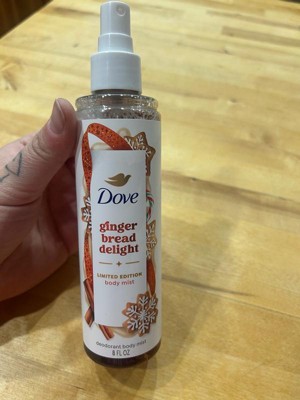 Dove
ginger
bread
delight
LIMITED EDITION
body mist
deodorant body mist
8 FL OZ